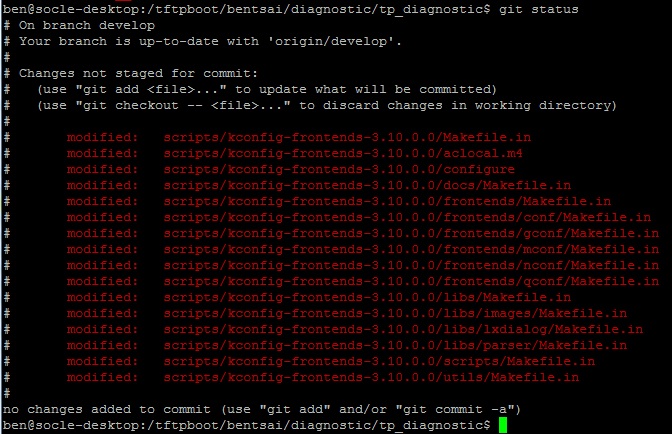 ben@socle-desktop:/tftpboot/bentsai/diagnostic/tp_diagnostic$ git status
# On branch develop
# Your branch is up-to-date with 'origin/develop'.
#
# Changes not staged for commit:
#   (use "git add <file>..." to update what will be committed)
#   (use "git checkout -- <file>..." to discard changes in working directory)
#
#       modified:   scripts/kconfig-frontends-3.10.0.0/Makefile.in
#       modified:   scripts/kconfig-frontends-3.10.0.0/aclocal.m4
#       modified:   scripts/kconfig-frontends-3.10.0.0/configure
#       modified:   scripts/kconfig-frontends-3.10.0.0/docs/Makefile.in
#       modified:   scripts/kconfig-frontends-3.10.0.0/frontends/Makefile.in
#       modified:   scripts/kconfig-frontends-3.10.0.0/frontends/conf/Makefile.in
#       modified:   scripts/kconfig-frontends-3.10.0.0/frontends/gconf/Makefile.in
#       modified:   scripts/kconfig-frontends-3.10.0.0/frontends/mconf/Makefile.in
#       modified:   scripts/kconfig-frontends-3.10.0.0/frontends/nconf/Makefile.in
#       modified:   scripts/kconfig-frontends-3.10.0.0/frontends/qconf/Makefile.in
#       modified:   scripts/kconfig-frontends-3.10.0.0/libs/Makefile.in
#       modified:   scripts/kconfig-frontends-3.10.0.0/libs/images/Makefile.in
#       modified:   scripts/kconfig-frontends-3.10.0.0/libs/lxdialog/Makefile.in
#       modified:   scripts/kconfig-frontends-3.10.0.0/libs/parser/Makefile.in
#       modified:   scripts/kconfig-frontends-3.10.0.0/scripts/Makefile.in
#       modified:   scripts/kconfig-frontends-3.10.0.0/utils/Makefile.in
#
no changes added to commit (use "git add" and/or "git commit -a")
ben@socle-desktop:/tftpboot/bentsai/diagnostic/tp_diagnostic$